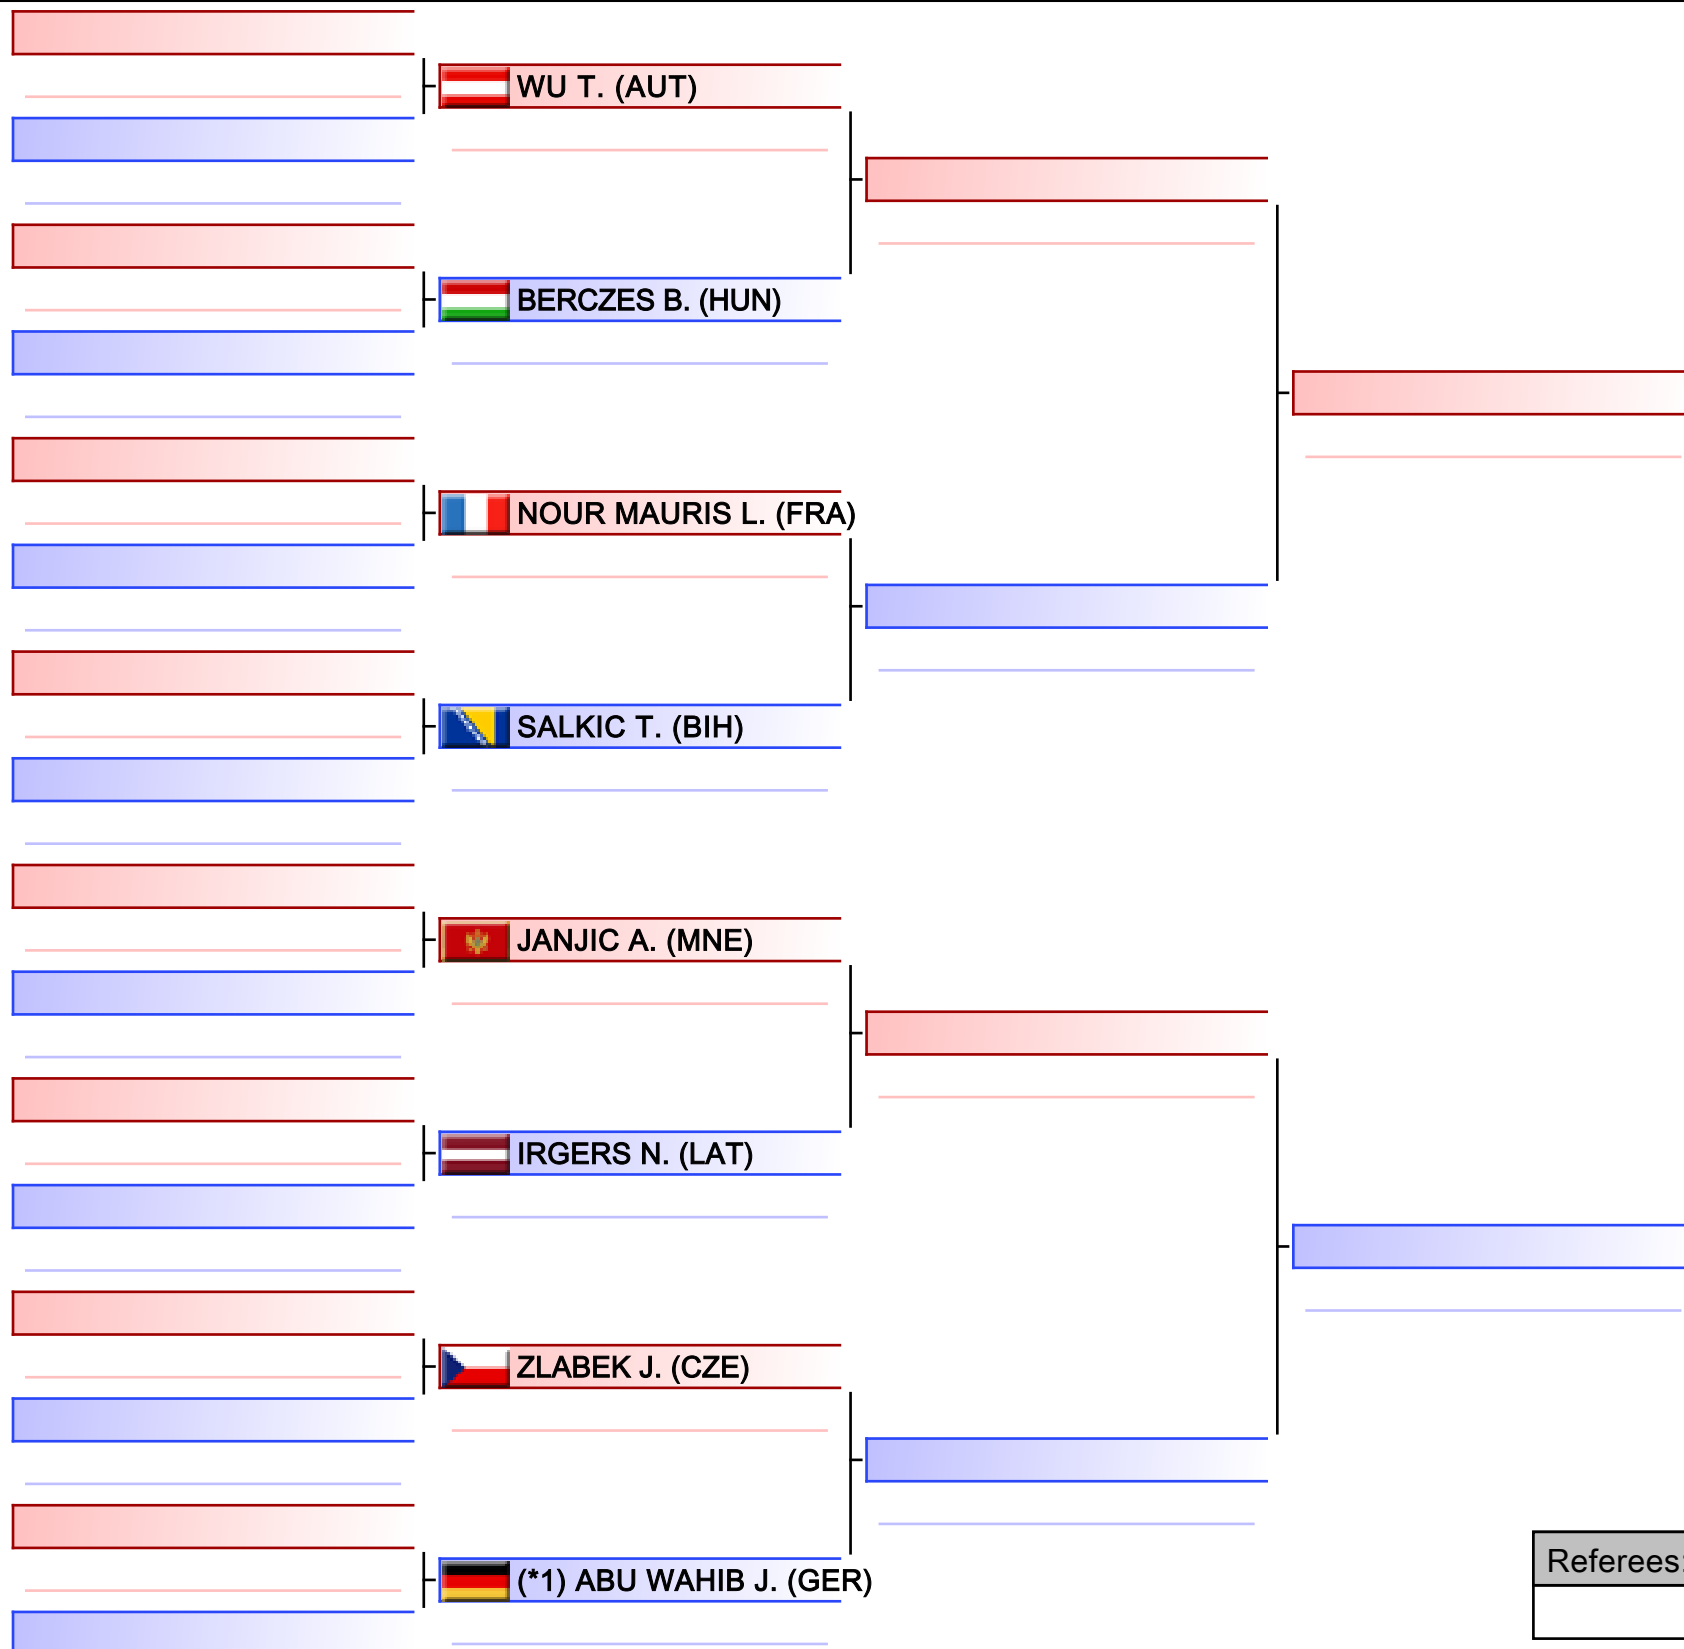 WU T. (AUT)
BERCZES B. (HUN)
NOUR MAURIS L. (FRA)
SALKIC T. (BIH)
JANJIC A. (MNE)
IRGERS N. (LAT)
ZLABEK J. (CZE)
(*1) ABU WAHIB J. (GER)
Referees: